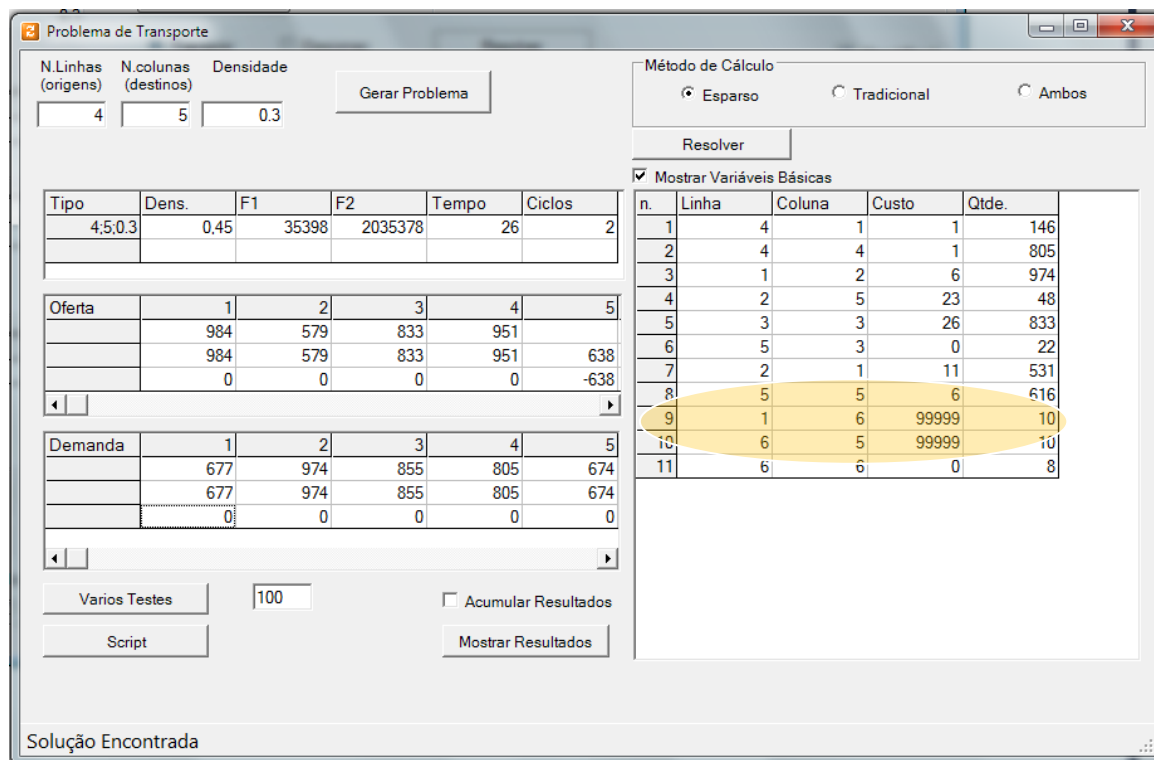 Problema de Transporte
N.Linhas N.colunas Densidade
(origens) (destinos)
4 5 0.3
Gerar Problema
Método de Cálculo
Esparso Tradicional Ambos
Resolver
Mostrar Variáveis Básicas
Tipo Dens. F1 F2 Tempo Ciclos
4;5;0.3 0,45 35398 2035378 26 2
Oferta 1 2 3 4 5
984 579 833 951
984 579 833 951 638
0 0 0 0 -638
Demanda 1 2 3 4 5
677 974 855 805 674
677 974 855 805 674
0 0 0 0 0
Varios Testes 100 Acumular Resultados
Script Mostrar Resultados
n. Linha Coluna Custo Qtde.
1 4 1 1 146
2 4 4 1 805
3 1 2 6 974
4 2 5 23 48
5 3 3 26 833
6 5 3 0 22
7 2 1 11 531
8 5 5 6 616
9 1 6 99999 10
10 6 5 99999 10
11 6 6 0 8
Solução Encontrada